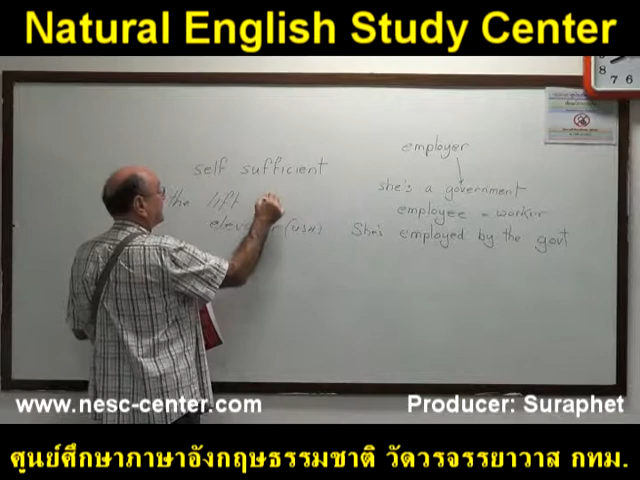 Natural English Study Center
8
7 6
employer
self sufficient
she's a government
the lift
employee = worker
(USA)
She's employed by the govt
www.nesc-center.com
Producer: Suraphet
ศูนย์ศึกษาภาษาอังกฤษธรรมชาติ วัดวรจรรยาวาส กทม.